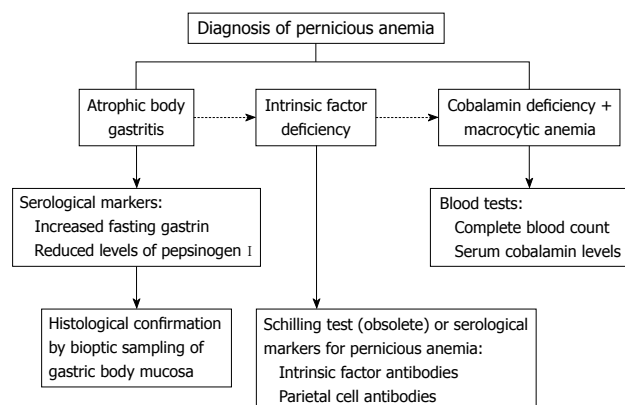 Diagnosis of pernicious anemia
Atrophic body
gastritis
Intrinsic factor
deficiency
Cobalamin deficiency +
macrocytic anemia
Serological markers:
Increased fasting gastrin
Reduced levels of pepsinogen I
Blood tests:
Complete blood count
Serum cobalamin levels
Histological confirmation
by bioptic sampling of
gastric body mucosa
Schilling test (obsolete) or serological
markers for pernicious anemia:
Intrinsic factor antibodies
Parietal cell antibodies